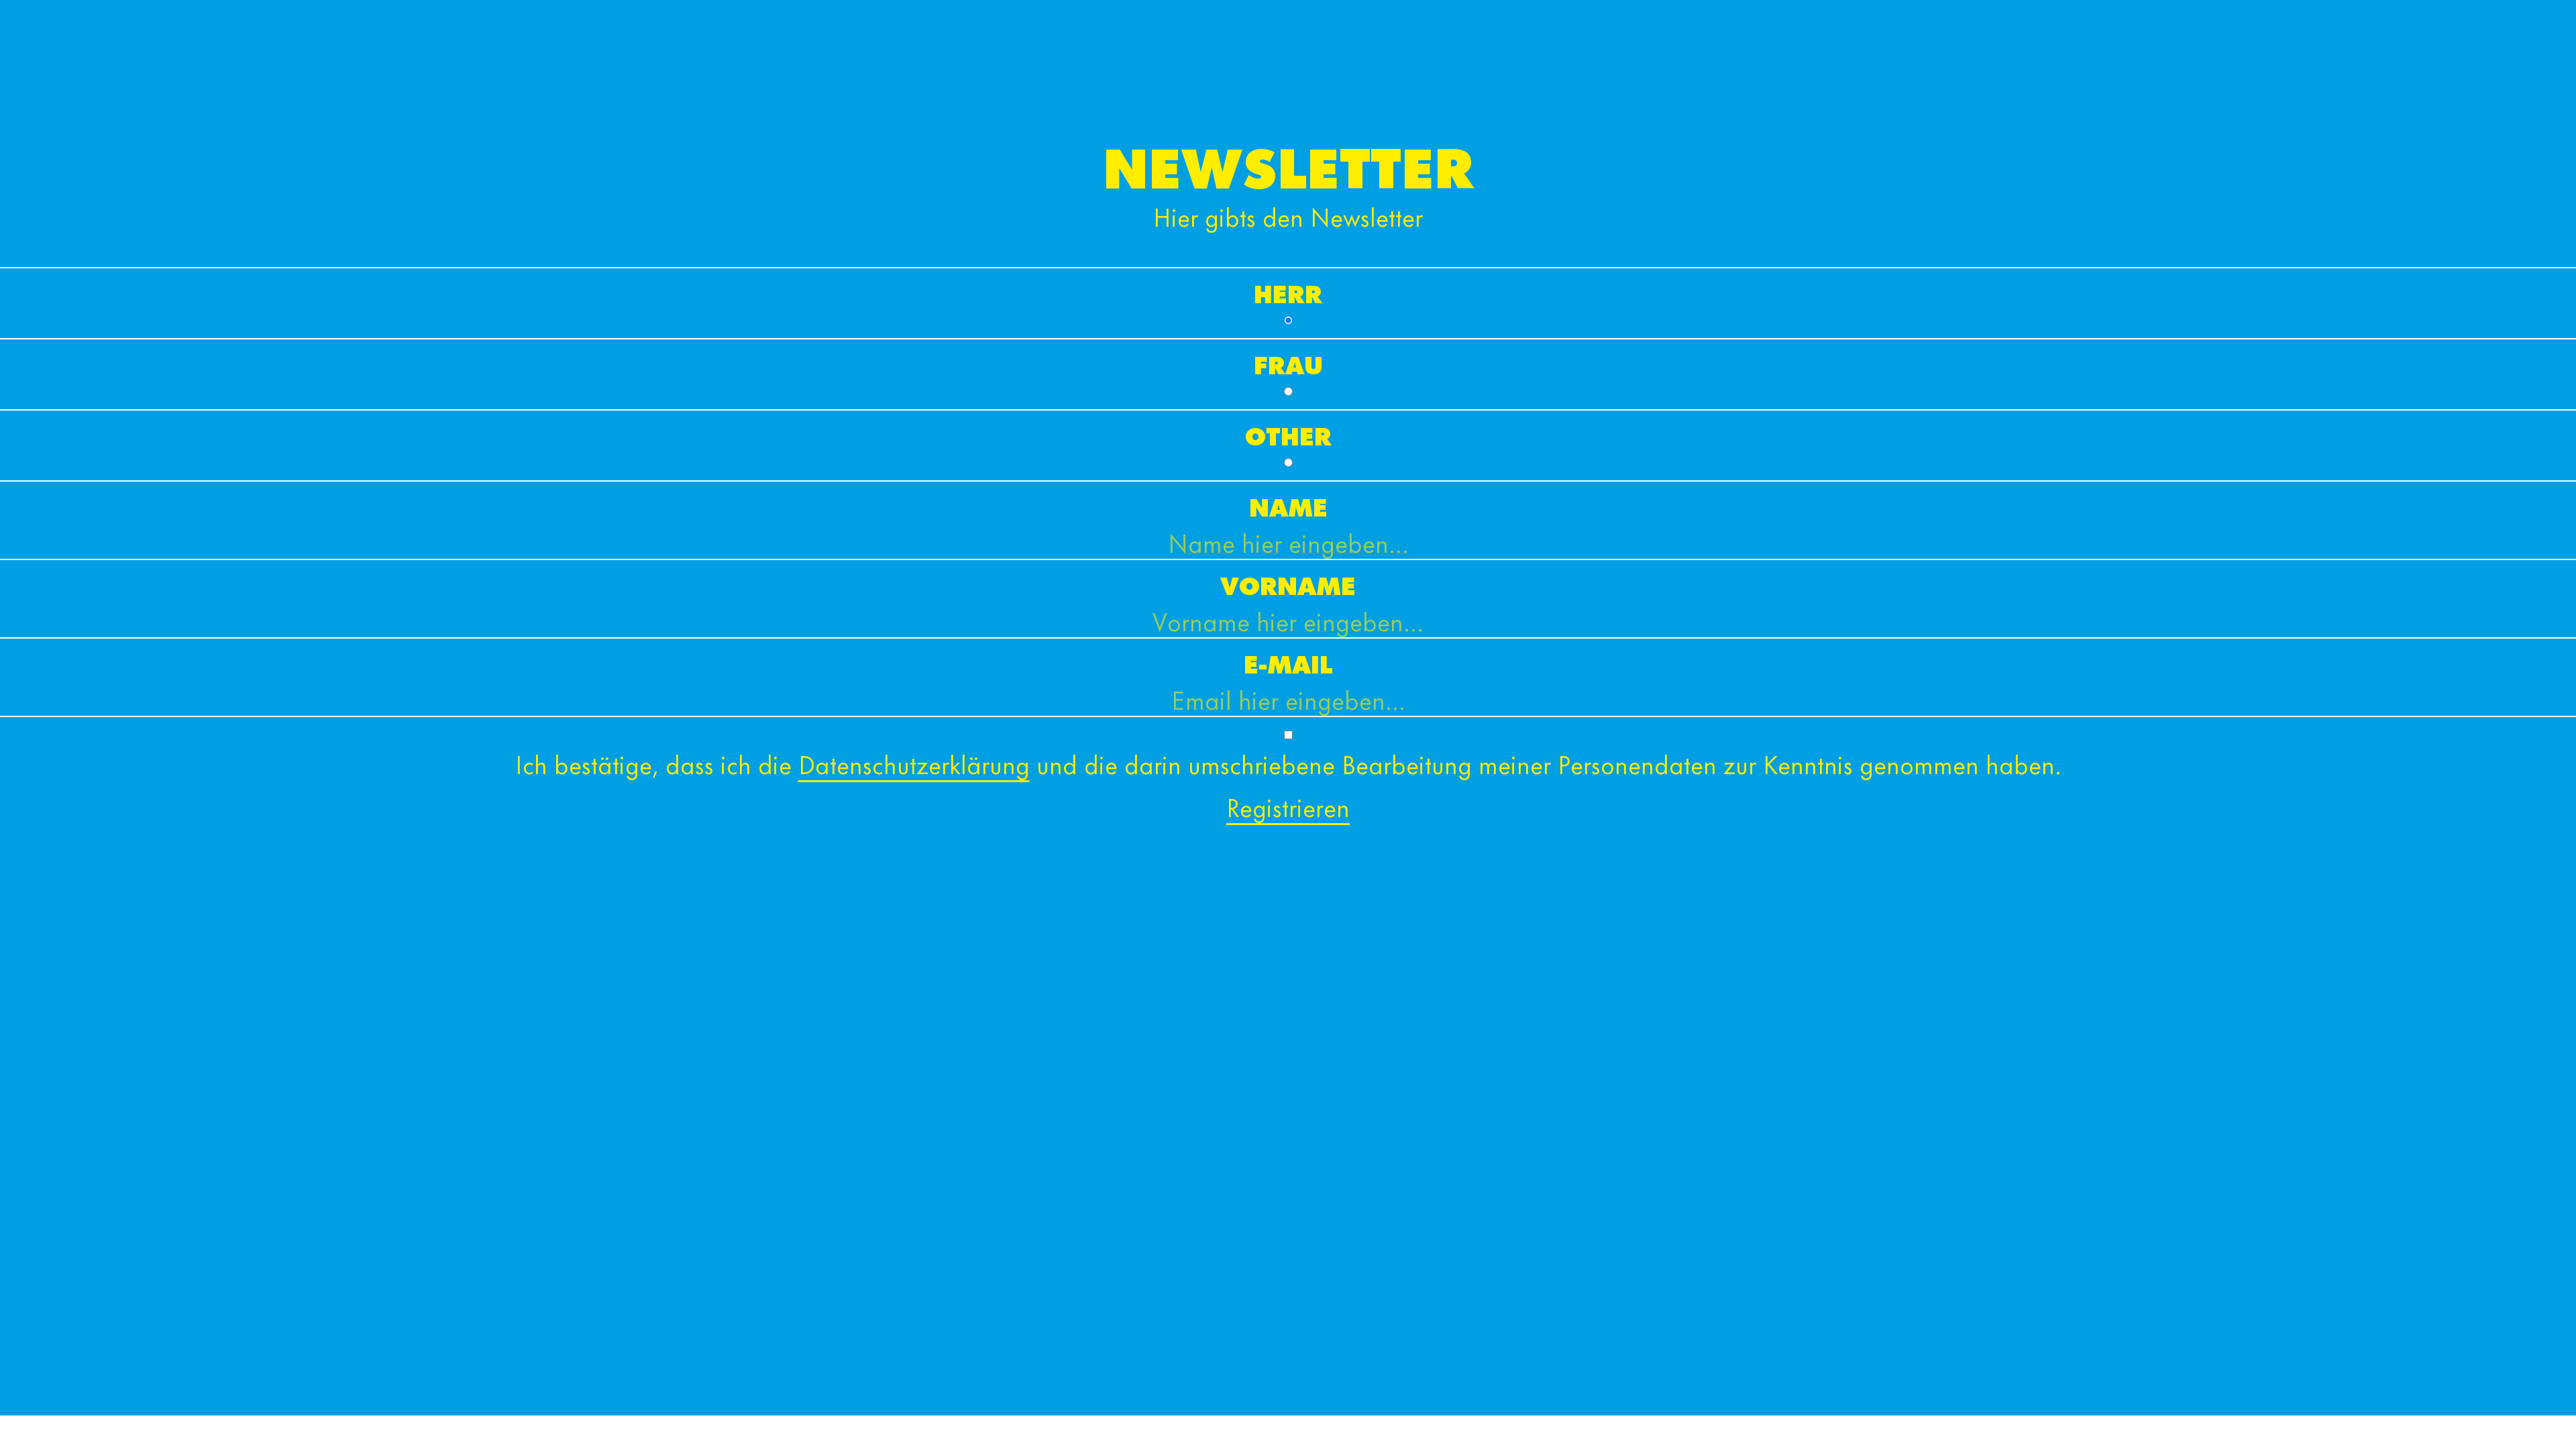 NEWSLETTER
Hier gibts den Newsletter
HERR
FRAU
OTHER
NAME
Name hier eingeben...
VORNAME
Vorname hier eingeben...
E-MAIL
Email hier eingeben...
Ich bestätige, dass ich die Datenschutzerklärung und die darin umschriebene Bearbeitung meiner Personendaten zur Kenntnis genommen haben.
Registrieren